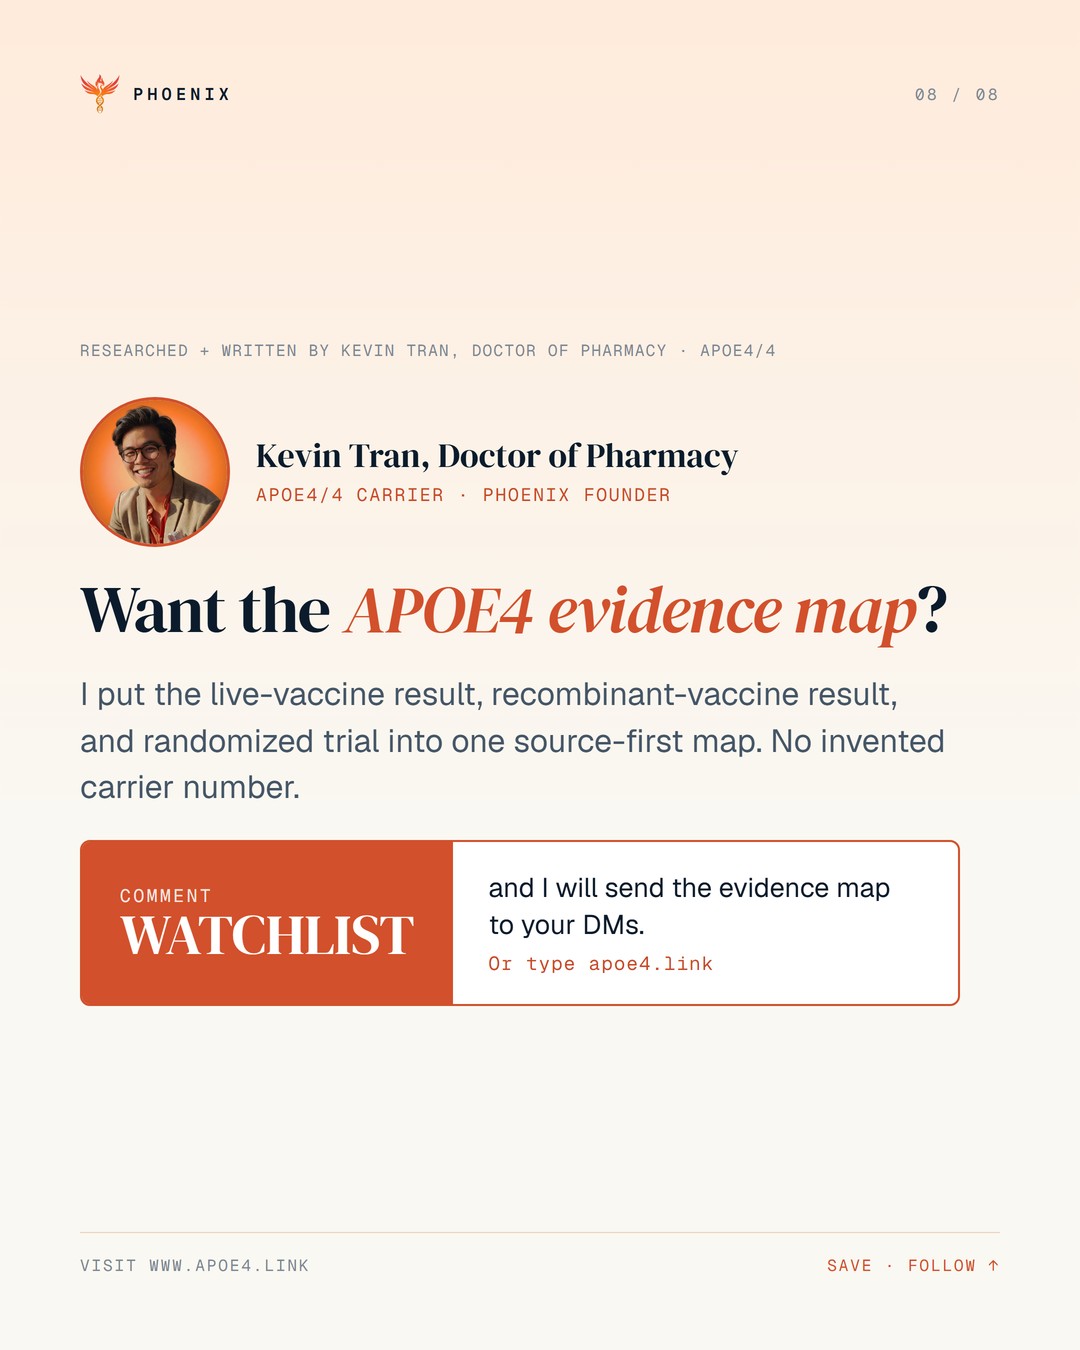 PHOENIX
08 / 08
RESEARCHED + WRITTEN BY KEVIN TRAN, DOCTOR OF PHARMACY · APOE4/4
Kevin Tran, Doctor of Pharmacy
APOE4/4 CARRIER · PHOENIX FOUNDER
Want the APOE4 evidence map?
I put the live-vaccine result, recombinant-vaccine result,
and randomized trial into one source-first map. No invented
carrier number.
COMMENT
WATCHLIST
and I will send the evidence map
to your DMs.
Or type apoe4.link
VISIT WWW.APOE4.LINK
SAVE · FOLLOW ↑